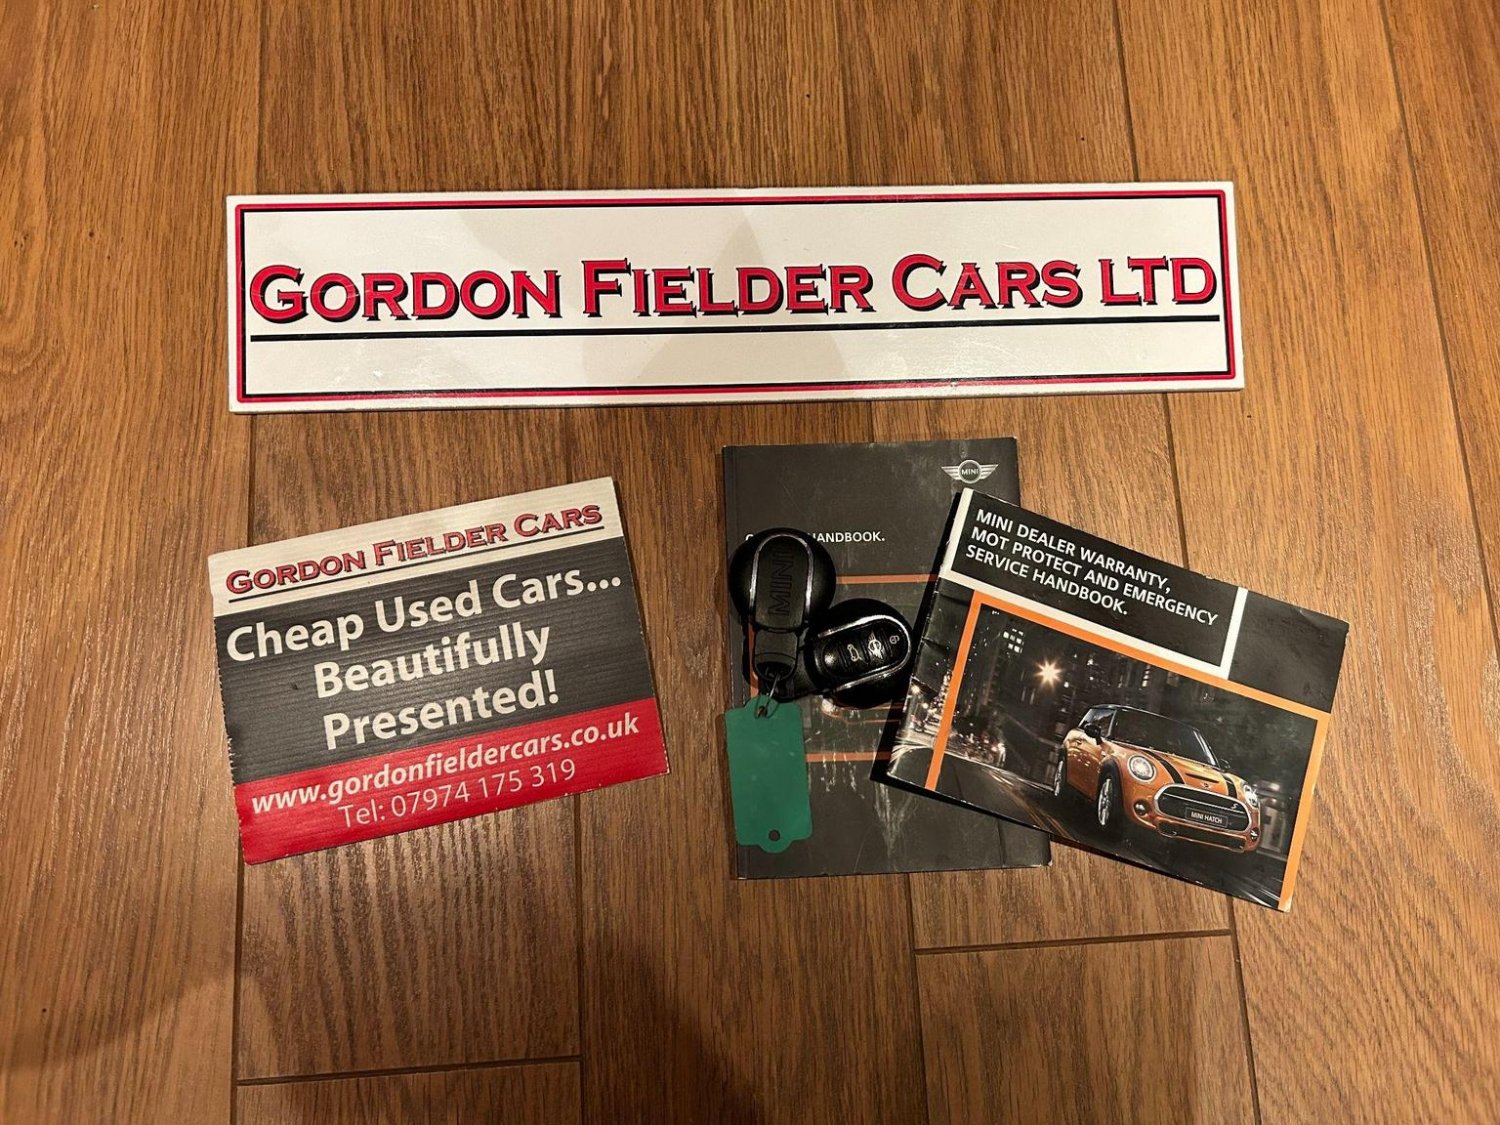 GORDON FIELDER CARS LTD
GORDON FIELDER CARS
Cheap Used Cars...
Beautifully
Presented!
www.gordonfieldercars.co.uk
Tel: 07974 175 319
MINI
HANDBOOK.
MINI
MINI DEALER WARRANTY,
MOT PROTECT AND EMERGENCY
SERVICE HANDBOOK.
MINI HATCH